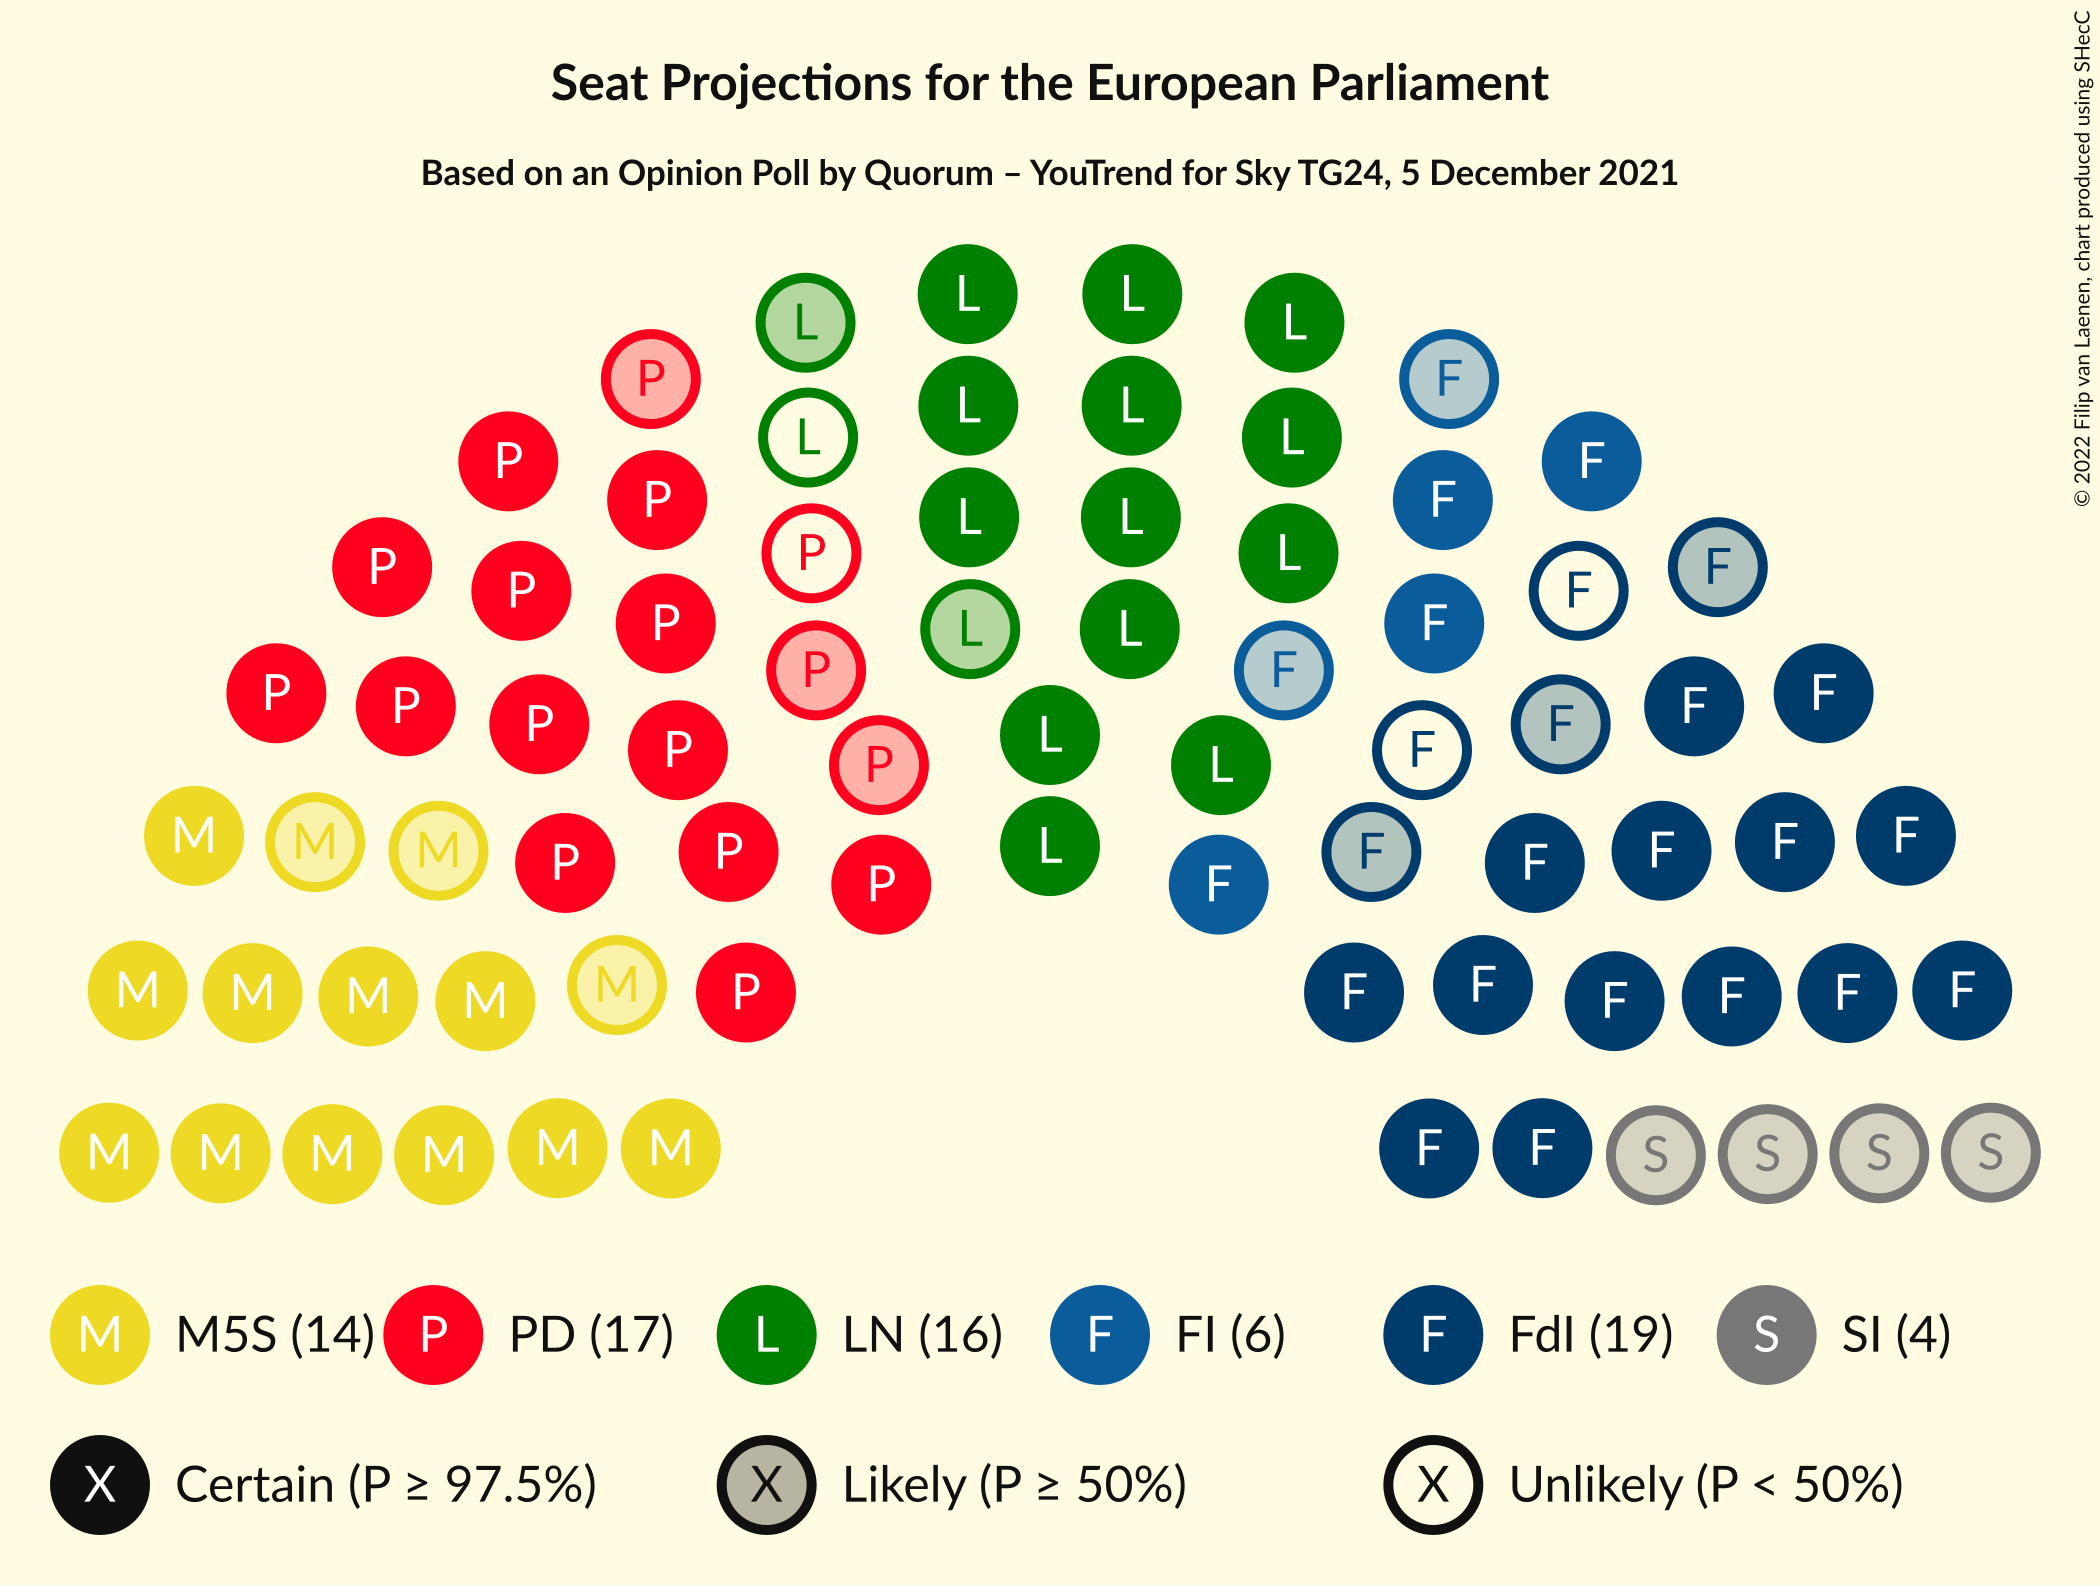 Seat Projections for the European Parliament
Based on an Opinion Poll by Quorum – YouTrend for Sky TG24, 5 December 2021
© 2022 Filip van Laenen, chart produced using SHecC
L L
L L
P F
L L
L L
P F
P F
L L
P P F F
P F
L L
P F
P P F F
P P F F
L
P P F F
P L
M M M P P L F F F F F
P F
M M M M M P F F F F F F
M M M M M M F F S S S S
M M5S (14) P PD (17) L LN (16) F FI (6) F FdI (19) S SI (4)
X Certain (P ≥ 97.5%) X Likely (P ≥ 50%) X Unlikely (P < 50%)